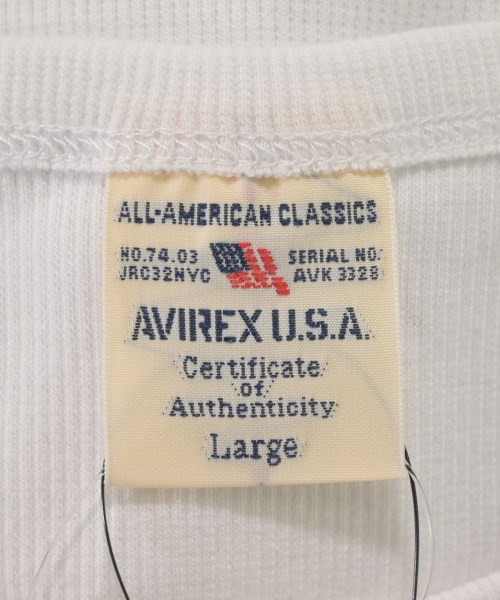 ALL-AMERICAN CLASSICS
NO.74.03
JRC32NYC
SERIAL NO.
AVK 3328
AVIREX U.S.A.
Certificate
of
Authenticity
Large